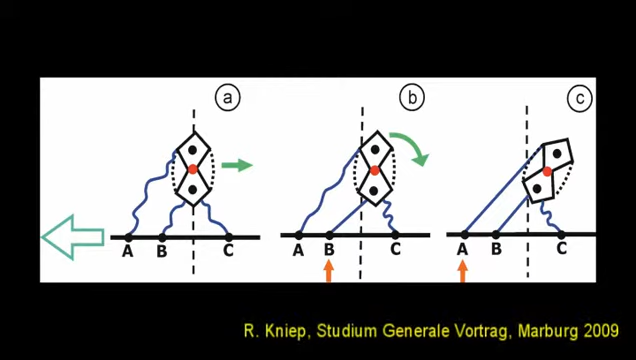 a b c
A B C A B C A B C
R. Kniep, Studium Generale Vortrag, Marburg 2009